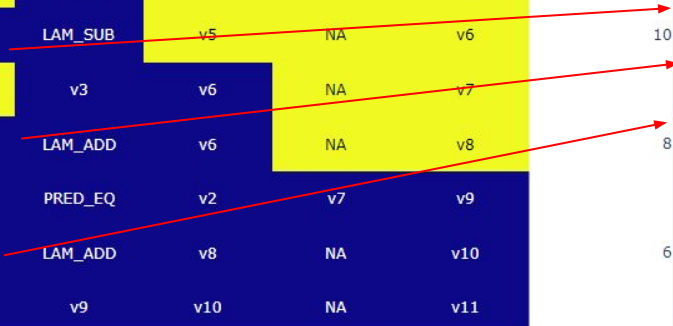 LAM_SUB v5 NA v6 10
v3 v6 NA v7
LAM_ADD v6 NA v8 8
PRED_EQ v2 v7 v9
LAM_ADD v8 NA v10 6
v9 v10 NA v11